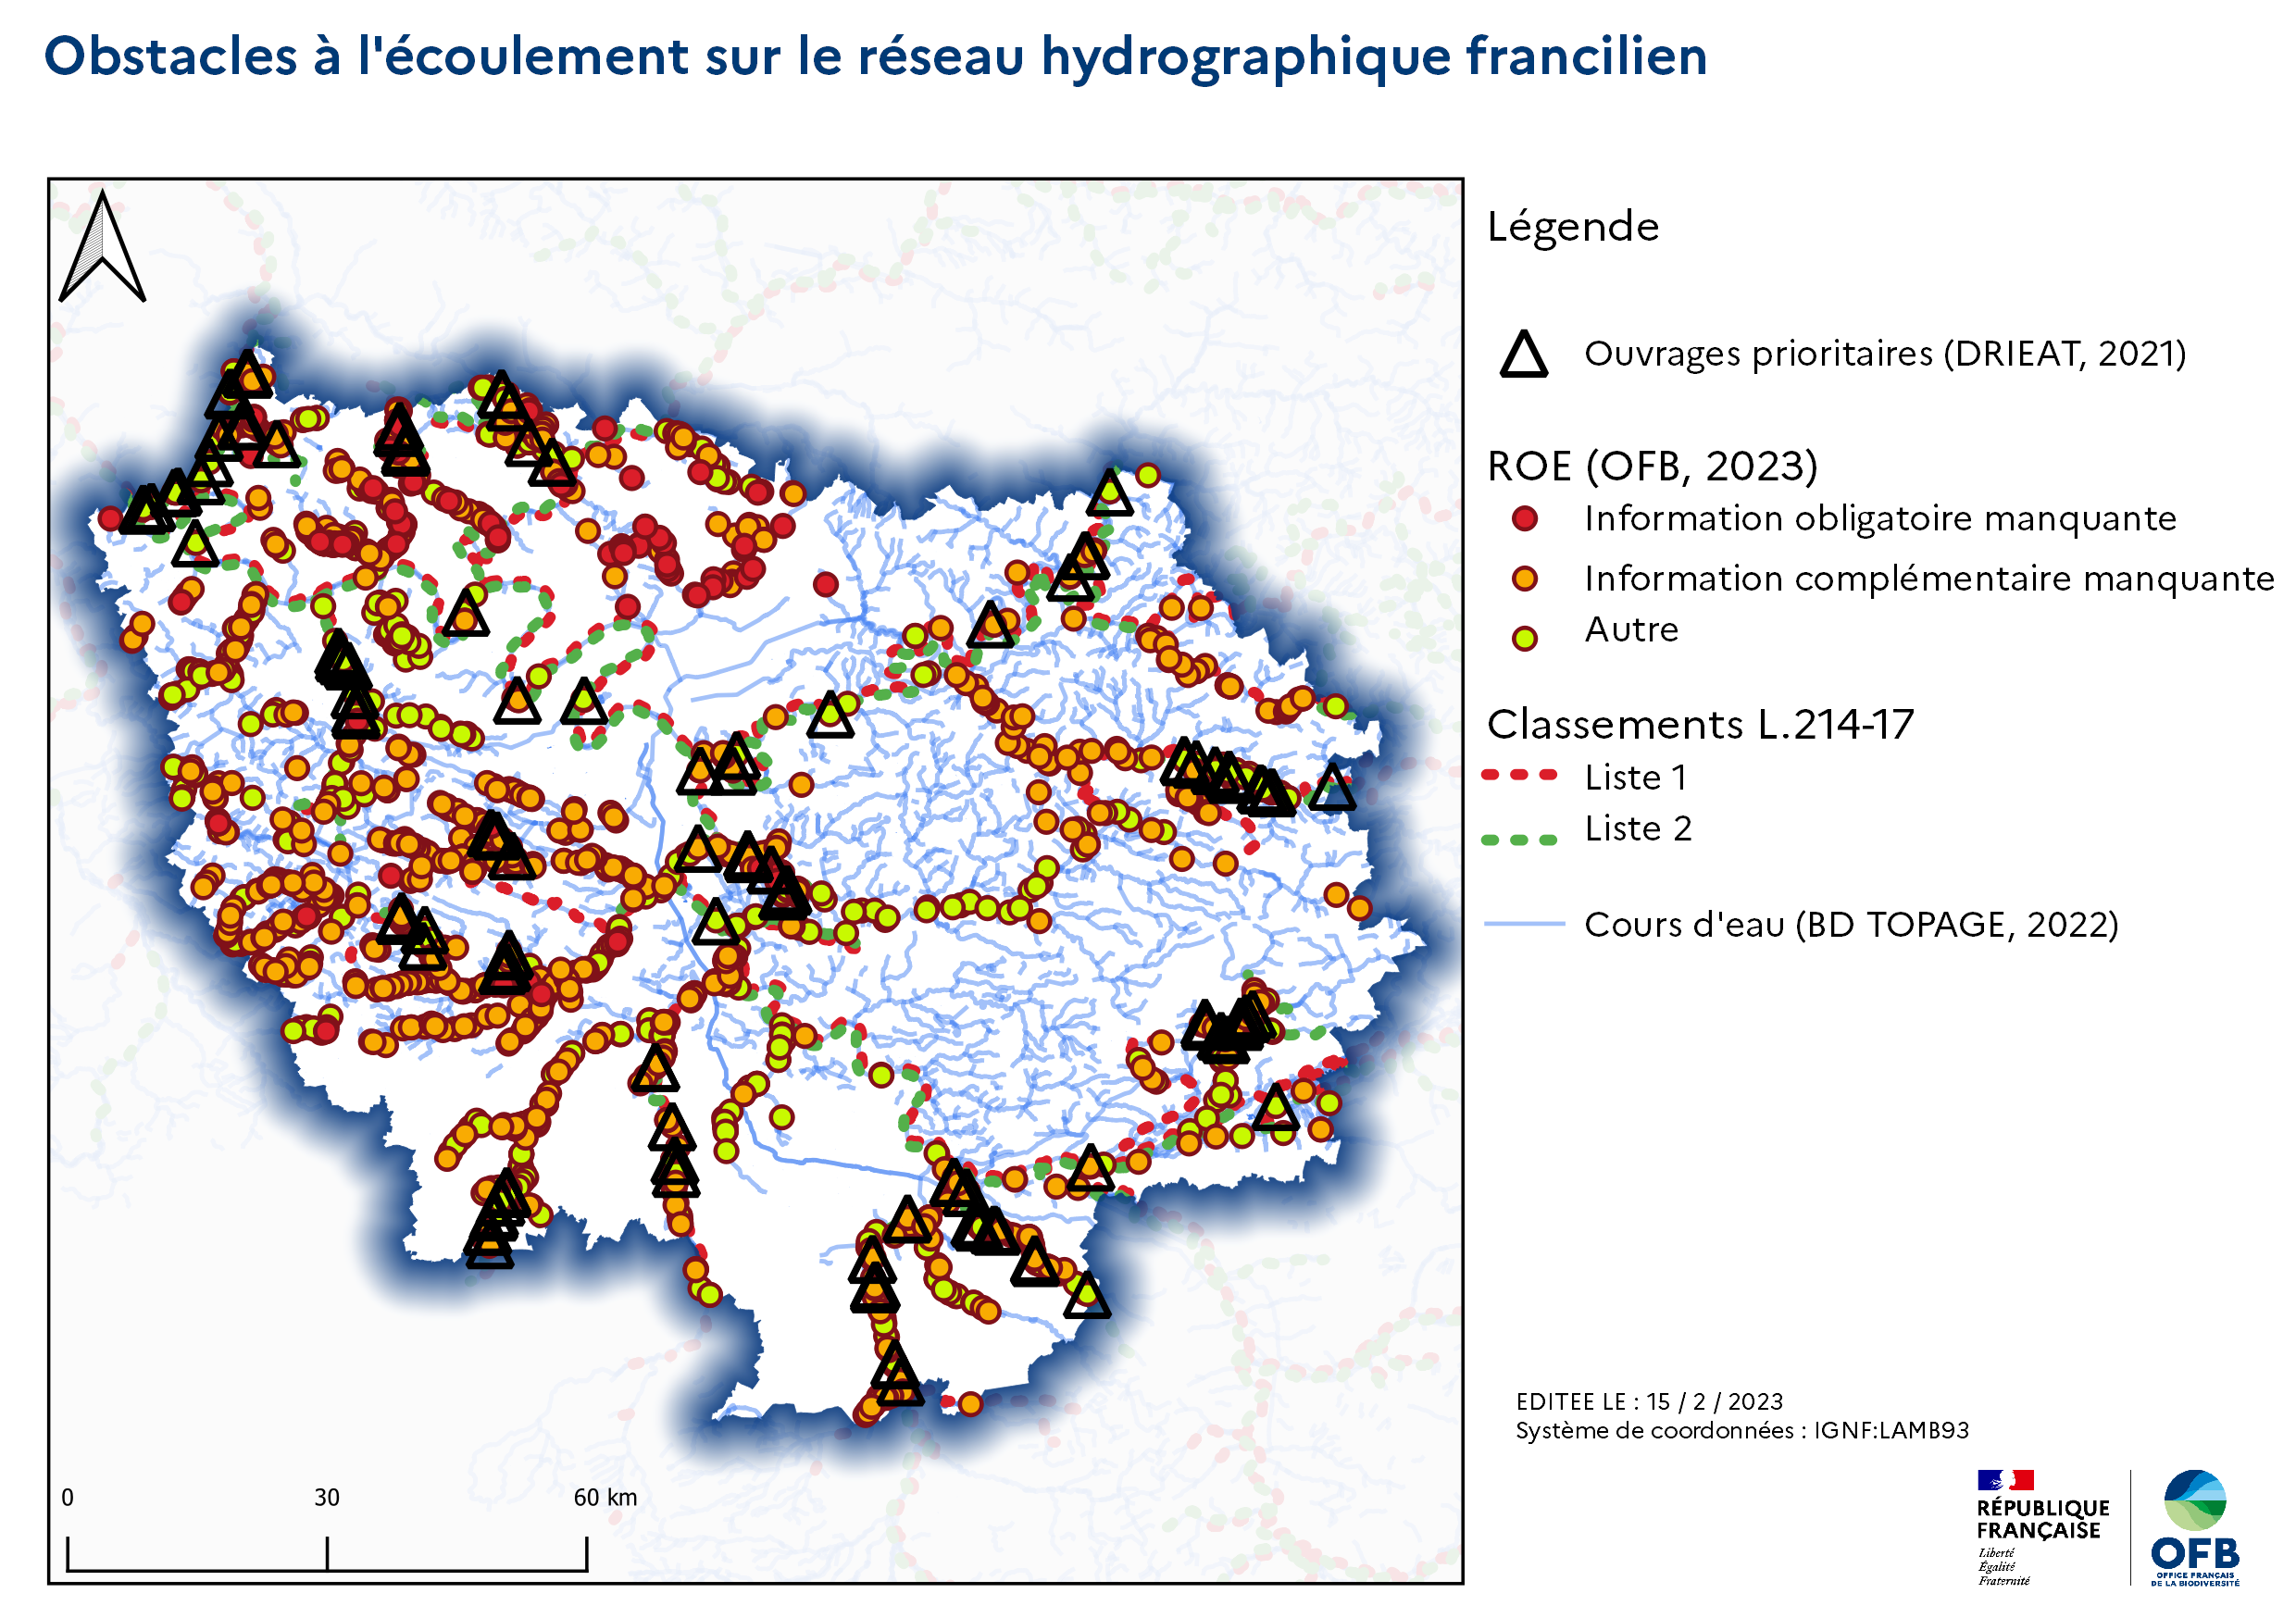 Obstacles à l'écoulement sur le réseau hydrographique francilien
Légende
Ouvrages prioritaires (DRIEAT, 2021)
ROE (OFB, 2023)
Information obligatoire manquante
Information complémentaire manquante
Autre
Classements L.214-17
Liste 1
Liste 2
Cours d'eau (BD TOPAGE, 2022)
EDITEE LE : 15 / 2 / 2023
Système de coordonnées : IGNF:LAMB93
0 30 60 km
RÉPUBLIQUE
FRANÇAISE
Liberté
Égalité
Fraternité
OFB
OFFICE FRANÇAIS
DE LA BIODIVERSITÉ